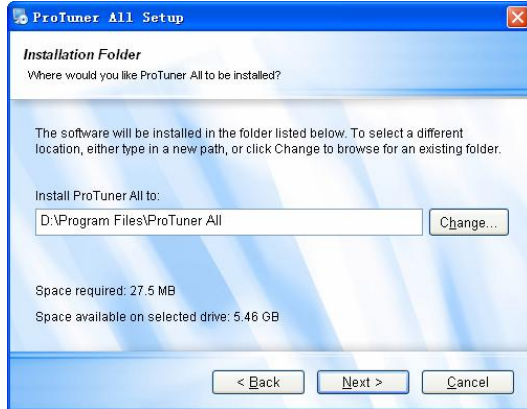 ProTuner All Setup
Installation Folder
Where would you like ProTuner All to be installed?
The software will be installed in the folder listed below. To select a different
location, either type in a new path, or click Change to browse for an existing folder.
Install ProTuner All to:
D:\Program Files\ProTuner All
Change...
Space required: 27.5 MB
Space available on selected drive: 5.46 GB
< Back
Next >
Cancel